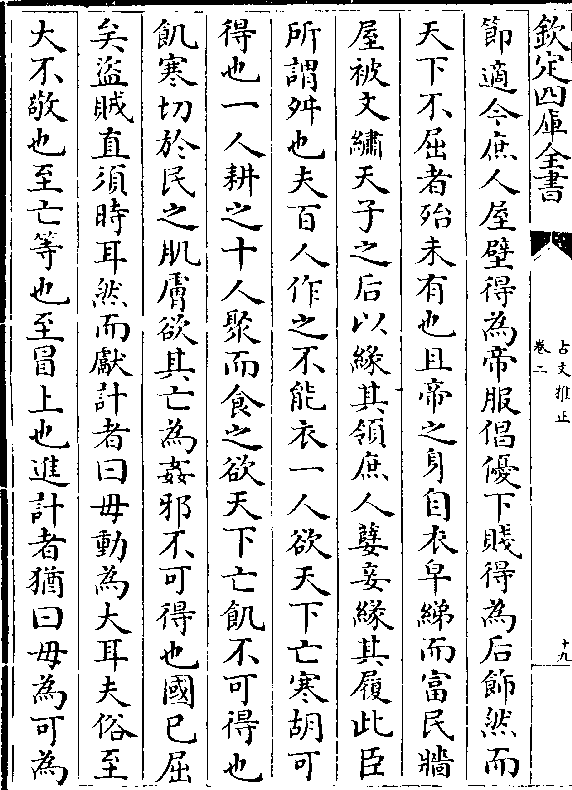 欽定四庫全書
古文雅正
卷二
十九
節適今庶人屋壁得為帝服倡優下賤得為后飾然而
天下不屈者殆未有也且帝之身自衣皁綈而富民牆
屋被文繡天子之后以緣其領庶人孽妾緣其履此臣
所謂舛也夫百人作之不能衣一人欲天下亡寒胡可
得也一人耕之十人聚而食之欲天下亡飢不可得也
飢寒切於民之肌膚欲其亡為姦邪不可得也國已屈
矣盜賊直須時耳然而獻計者曰毋動為大耳夫俗至
大不敬也至亡等也至冒上也進計者猶曰毋為可為